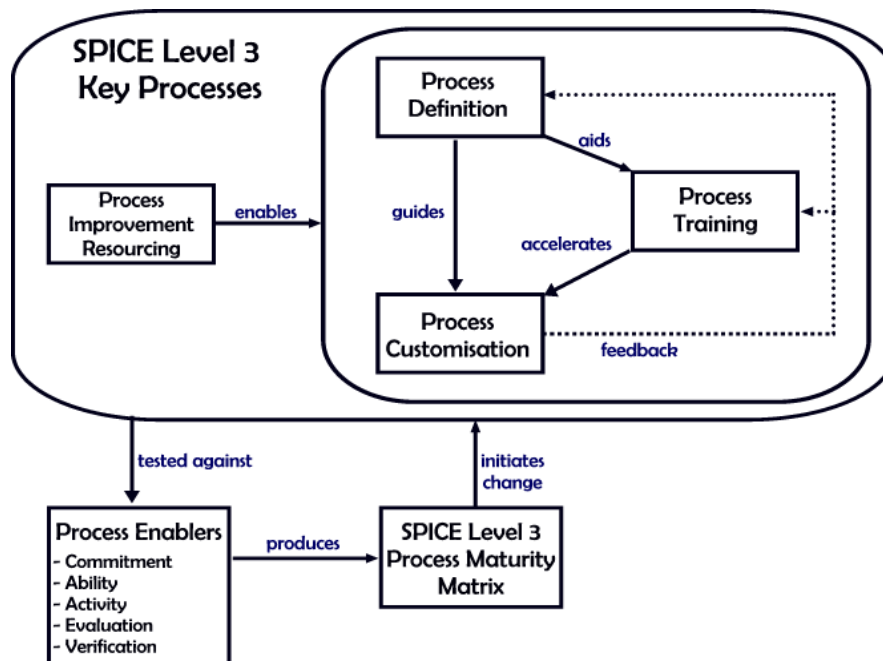 SPICE Level 3
Key Processes
Process
Definition
aids
Process
Improvement
Resourcing
enables
guides
Process
Training
accelerates
Process
Customisation
feedback
tested against
initiates
change
Process Enablers
- Commitment
- Ability
- Activity
- Evaluation
- Verification
produces
SPICE Level 3
Process Maturity
Matrix